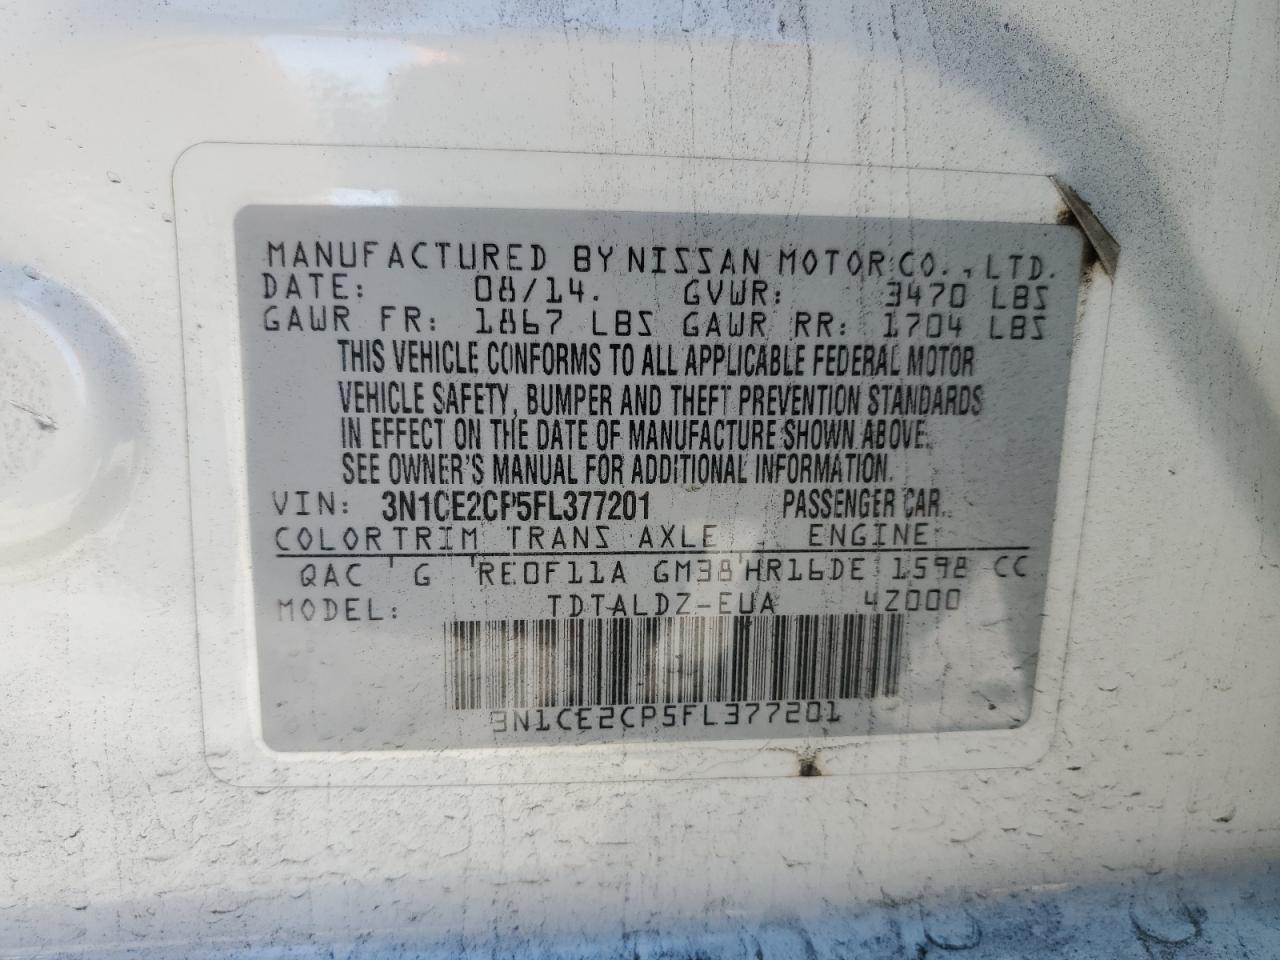 MANUFACTURED BY NISSAN MOTOR CO., LTD.
DATE: 08/14. GVWR: 3470 LBS
GAWR FR: 1867 LBS GAWR RR: 1704 LBS
THIS VEHICLE CONFORMS TO ALL APPLICABLE FEDERAL MOTOR
VEHICLE SAFETY, BUMPER AND THEFT PREVENTION STANDARDS
IN EFFECT ON THE DATE OF MANUFACTURE SHOWN ABOVE.
SEE OWNER'S MANUAL FOR ADDITIONAL INFORMATION.
VIN: 3N1CE2CP5FL377201 PASSENGER CAR.
COLOR TRIM TRANS AXLE ENGINE
QAC G RE0F11A GM38 HR16DE 1598 CC
MODEL: TDTALDZ-EUA 4Z000
3N1CE2CP5FL377201